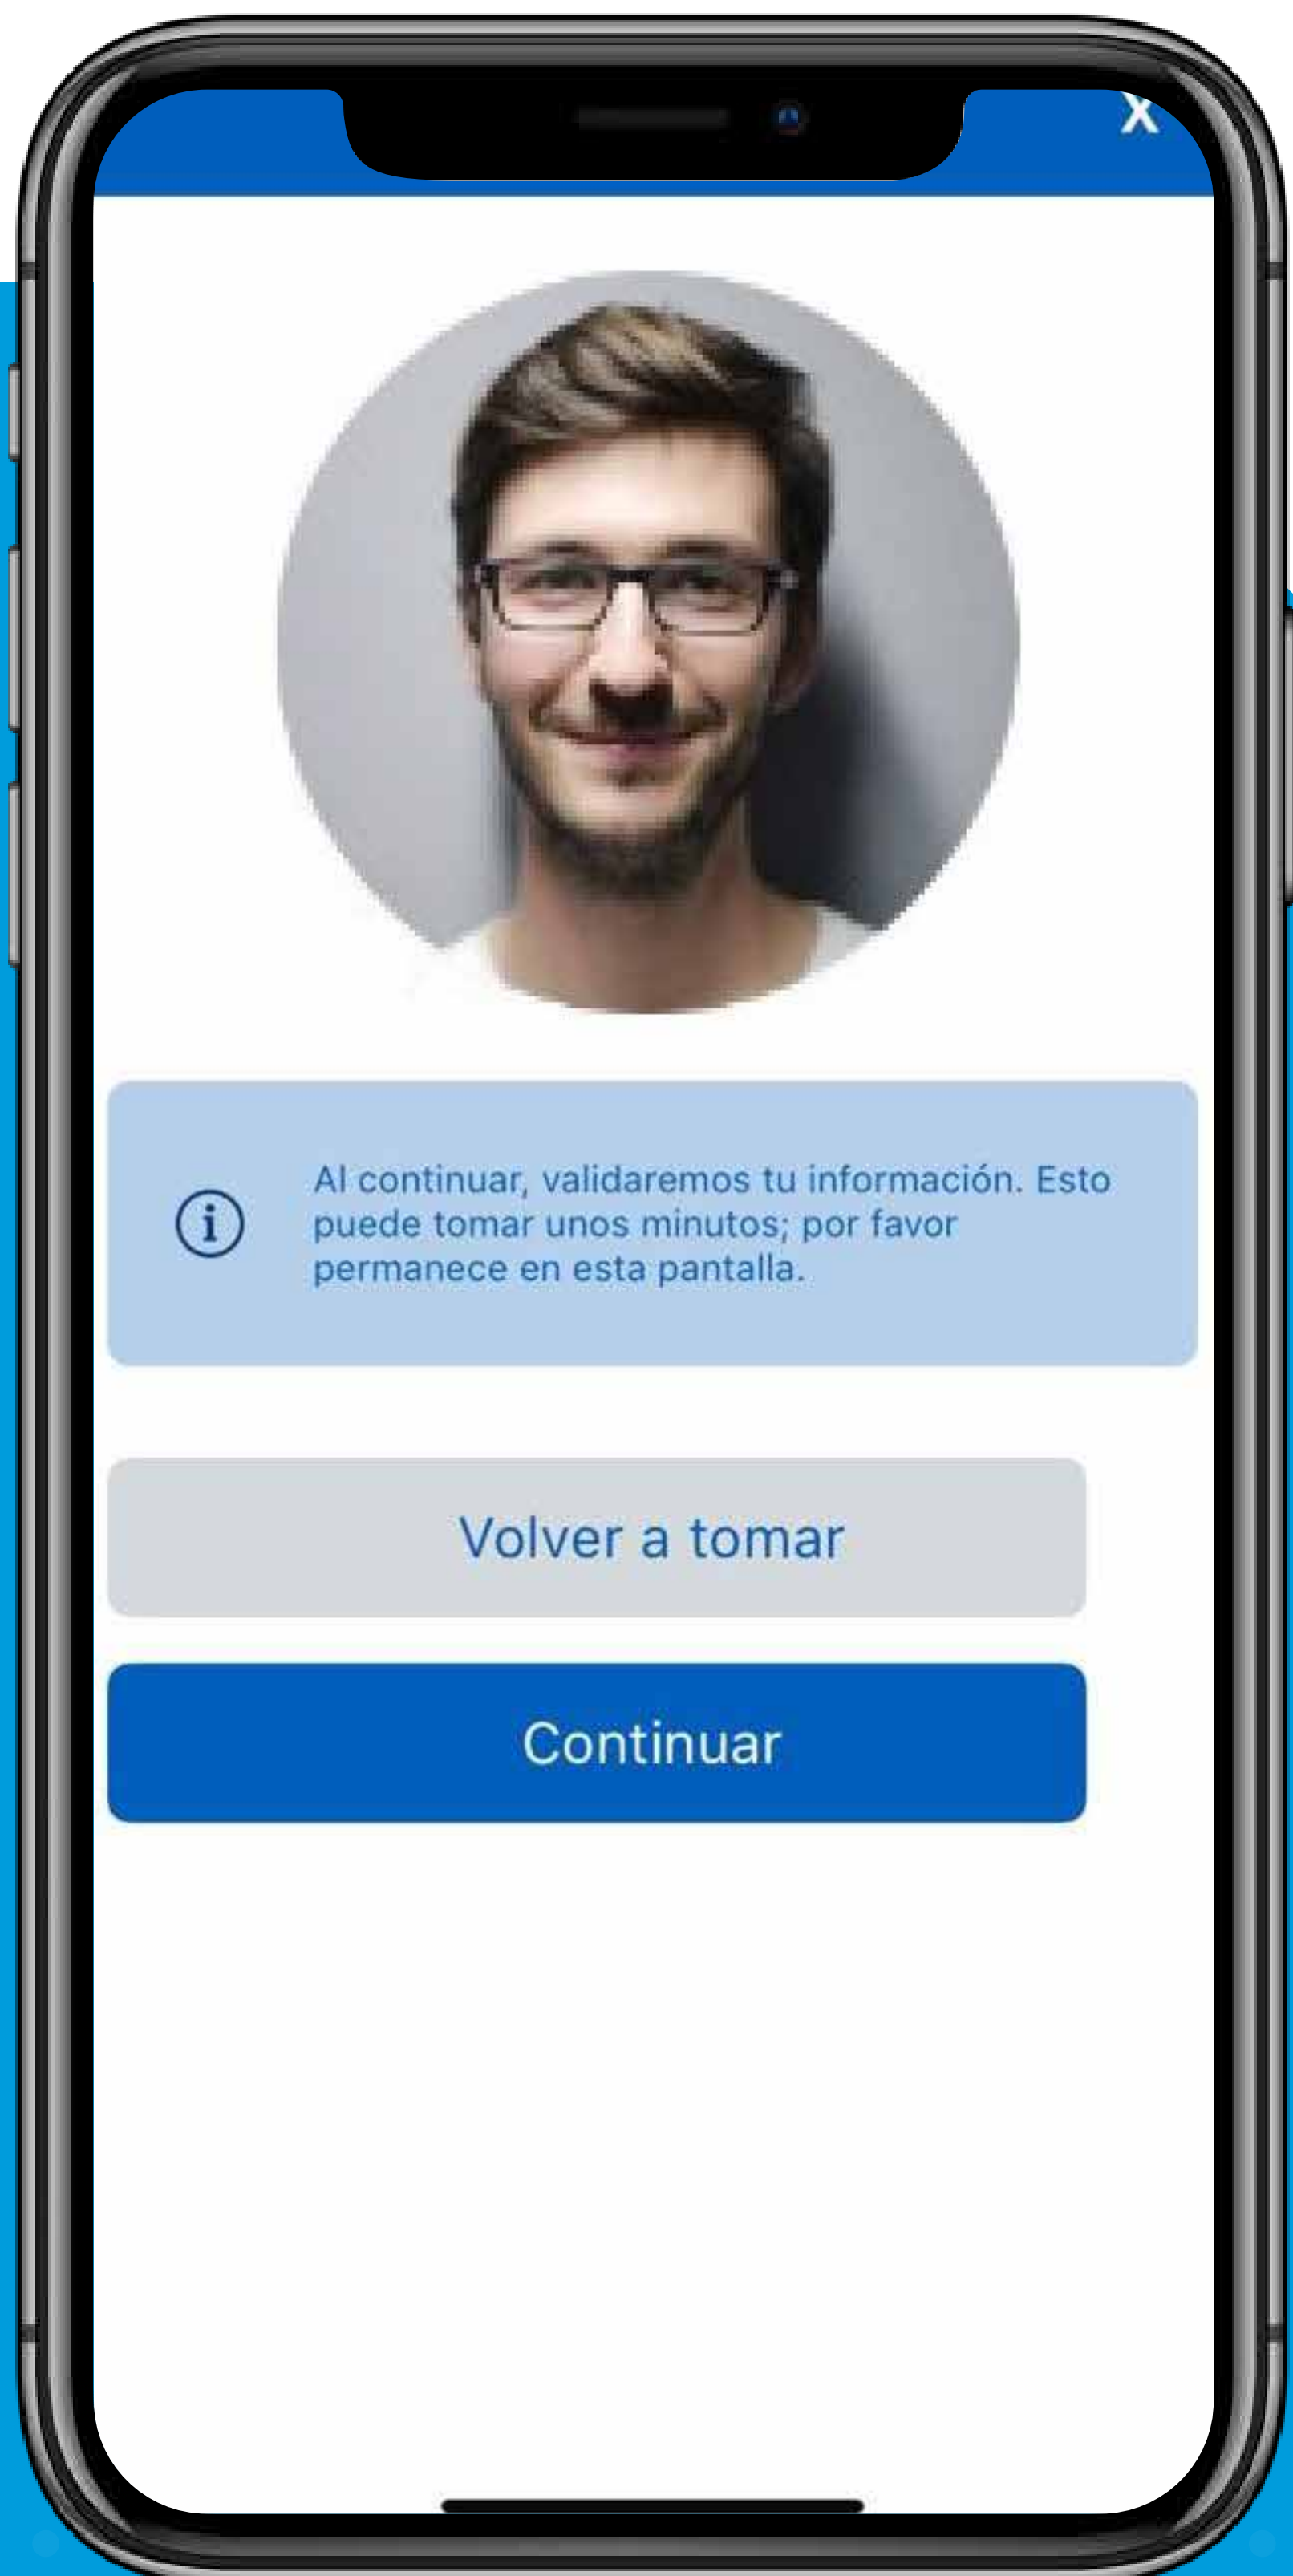 X
Al continuar, validaremos tu información. Esto
puede tomar unos minutos; por favor
permanece en esta pantalla.
Volver a tomar
Continuar